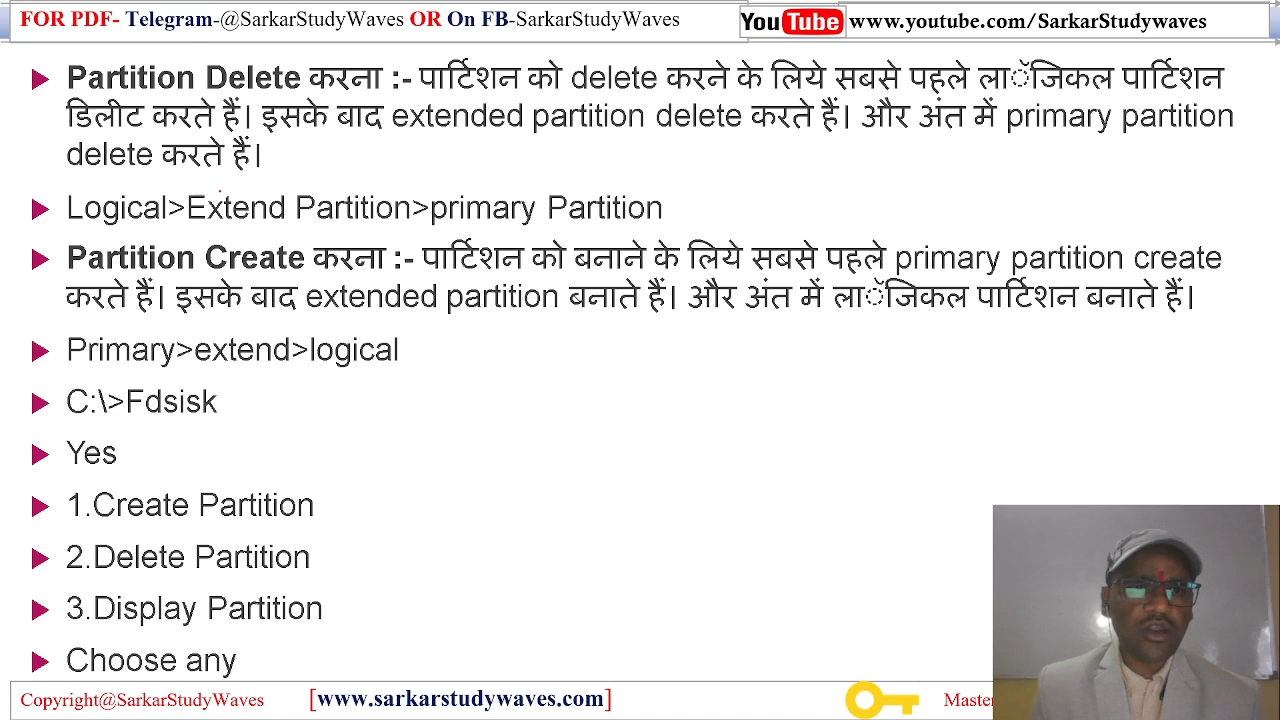 FOR PDF- Telegram-@SarkarStudyWaves OR On FB-SarkarStudyWaves
YouTube www.youtube.com/SarkarStudywaves
Partition Delete करना :- पार्टिशन को delete करने के लिये सबसे पहले लाॅजिकल पार्टिशन
डिलीट करते हैं। इसके बाद extended partition delete करते हैं। और अंत में primary partition
delete करते हैं।
Logical>Extend Partition>primary Partition
Partition Create करना :- पार्टिशन को बनाने के लिये सबसे पहले primary partition create
करते हैं। इसके बाद extended partition बनाते हैं। और अंत में लाॅजिकल पार्टिशन बनाते हैं।
Primary>extend>logical
C:\>Fdsisk
Yes
1.Create Partition
2.Delete Partition
3.Display Partition
Choose any
Copyright@SarkarStudyWaves [www.sarkarstudywaves.com] Master